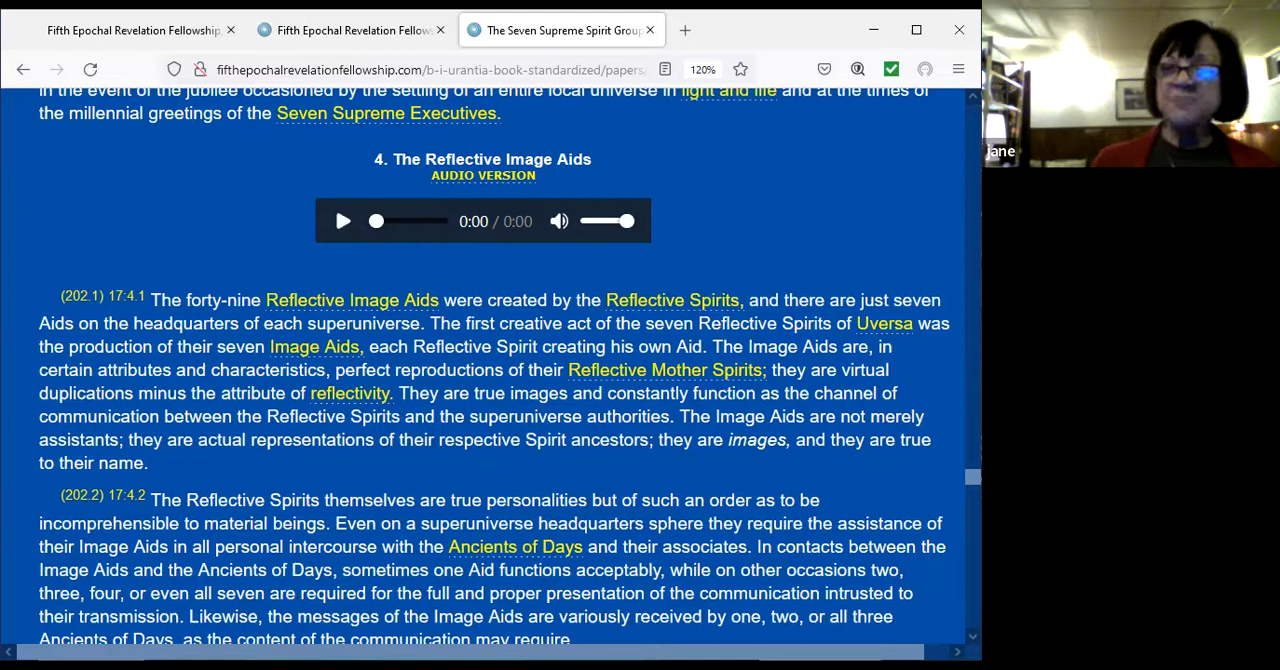 Fifth Epochal Revelation Fellowship,
Fifth Epochal Revelation Fellows
The Seven Supreme Spirit Group
fifthepochalrevelationfellowship.com/b-i-urantia-book-standardized/papers/
120%
in the event of the jubilee occasioned by the settling of an entire local universe in light and life and at the times of
the millennial greetings of the Seven Supreme Executives.
4. The Reflective Image Aids
AUDIO VERSION
0:00 / 0:00
(202.1) 17:4.1 The forty-nine Reflective Image Aids were created by the Reflective Spirits, and there are just seven
Aids on the headquarters of each superuniverse. The first creative act of the seven Reflective Spirits of Uversa was
the production of their seven Image Aids, each Reflective Spirit creating his own Aid. The Image Aids are, in
certain attributes and characteristics, perfect reproductions of their Reflective Mother Spirits; they are virtual
duplications minus the attribute of reflectivity. They are true images and constantly function as the channel of
communication between the Reflective Spirits and the superuniverse authorities. The Image Aids are not merely
assistants; they are actual representations of their respective Spirit ancestors; they are images, and they are true
to their name.
(202.2) 17:4.2 The Reflective Spirits themselves are true personalities but of such an order as to be
incomprehensible to material beings. Even on a superuniverse headquarters sphere they require the assistance of
their Image Aids in all personal intercourse with the Ancients of Days and their associates. In contacts between the
Image Aids and the Ancients of Days, sometimes one Aid functions acceptably, while on other occasions two,
three, four, or even all seven are required for the full and proper presentation of the communication intrusted to
their transmission. Likewise, the messages of the Image Aids are variously received by one, two, or all three
Ancients of Days, as the content of the communication may require.
jane